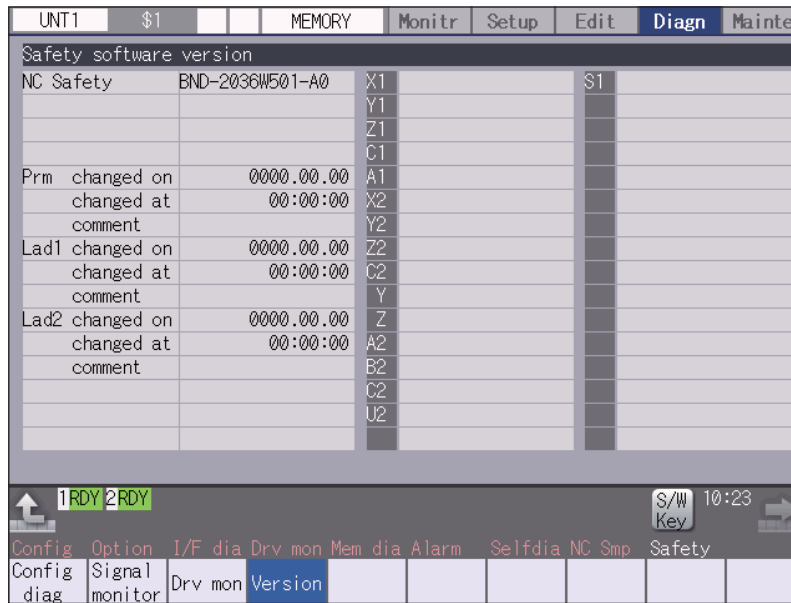 UNT1 $1 MEMORY Monitr Setup Edit Diagn Mainte
Safety software version
NC Safety BND-2036W501-A0 X1 S1
Y1
Z1
C1
Prm changed on 0000.00.00 A1
changed at 00:00:00 X2
comment Y2
Lad1 changed on 0000.00.00 Z2
changed at 00:00:00 C2
comment Y
Lad2 changed on 0000.00.00 Z
changed at 00:00:00 A2
comment B2
C2
U2
1RDY 2RDY S/W Key 10:23
Config Option I/F dia Drv mon Mem dia Alarm Selfdia NC Smp Safety
Config diag Signal monitor Drv mon Version